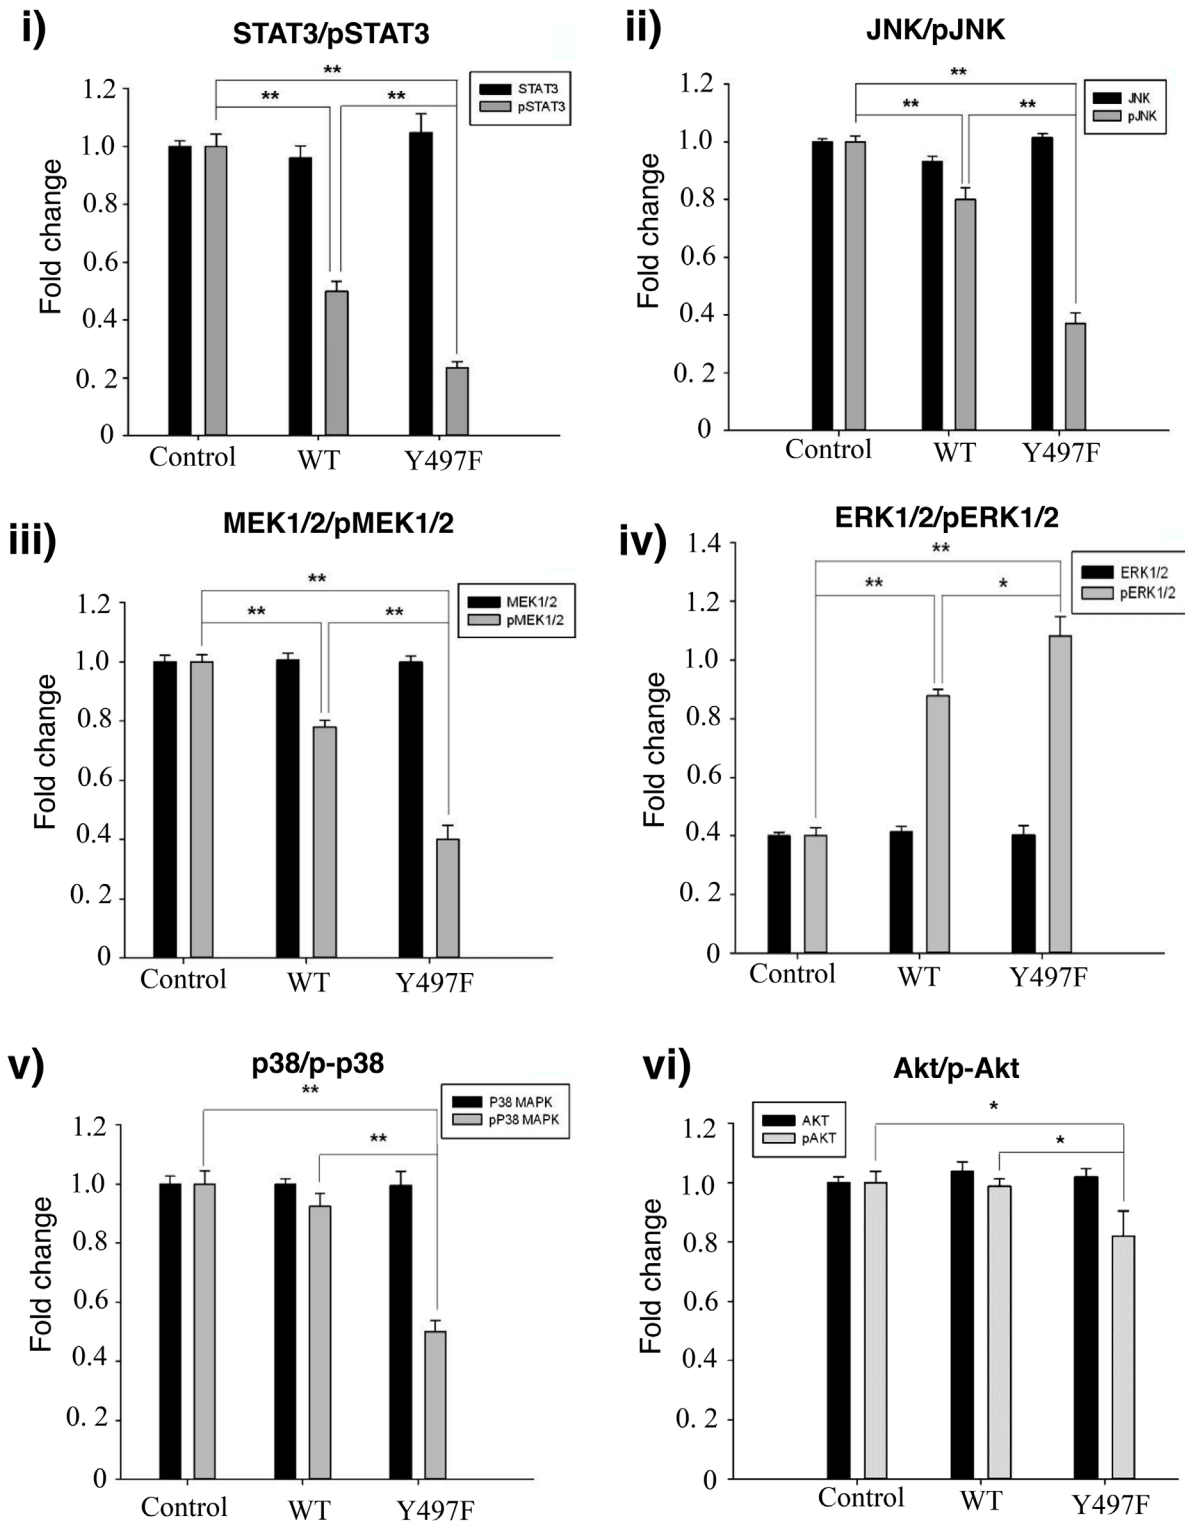 i)
STAT3/pSTAT3
STAT3
pSTAT3
**
**
**
Fold change
1.2
1.0
0.8
0.6
0.4
0.2
0
Control
WT
Y497F
ii)
JNK/pJNK
JNK
pJNK
**
**
**
Fold change
1.2
1.0
0.8
0.6
0.4
0.2
0
Control
WT
Y497F
iii)
MEK1/2/pMEK1/2
MEK1/2
pMEK1/2
**
**
**
Fold change
1.2
1.0
0.8
0.6
0.4
0.2
0
Control
WT
Y497F
iv)
ERK1/2/pERK1/2
ERK1/2
pERK1/2
**
**
*
Fold change
1.4
1.2
1.0
0.8
0.6
0.4
0.2
0
Control
WT
Y497F
v)
p38/p-p38
P38 MAPK
pP38 MAPK
**
**
Fold change
1.2
1.0
0.8
0.6
0.4
0.2
0
Control
WT
Y497F
vi)
Akt/p-Akt
AKT
pAKT
*
*
Fold change
1.2
1.0
0.8
0.6
0.4
0.2
0
Control
WT
Y497F